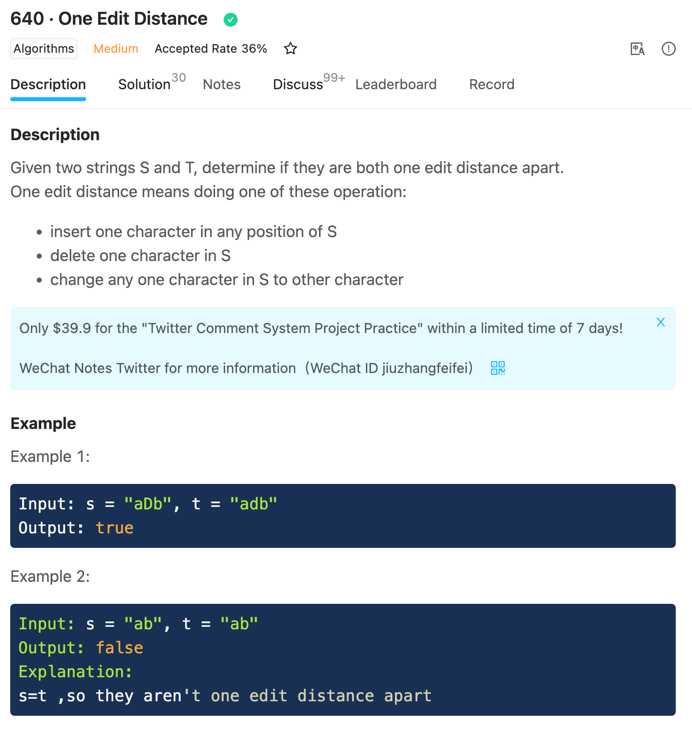 640 · One Edit Distance
Algorithms Medium Accepted Rate 36%
Description Solution30 Notes Discuss99+ Leaderboard Record
Description
Given two strings S and T, determine if they are both one edit distance apart.
One edit distance means doing one of these operation:
• insert one character in any position of S
• delete one character in S
• change any one character in S to other character
Only $39.9 for the "Twitter Comment System Project Practice" within a limited time of 7 days!
WeChat Notes Twitter for more information（WeChat ID jiuzhangfeifei）
Example
Example 1:
Input: s = "aDb", t = "adb"
Output: true
Example 2:
Input: s = "ab", t = "ab"
Output: false
Explanation:
s=t ,so they aren't one edit distance apart